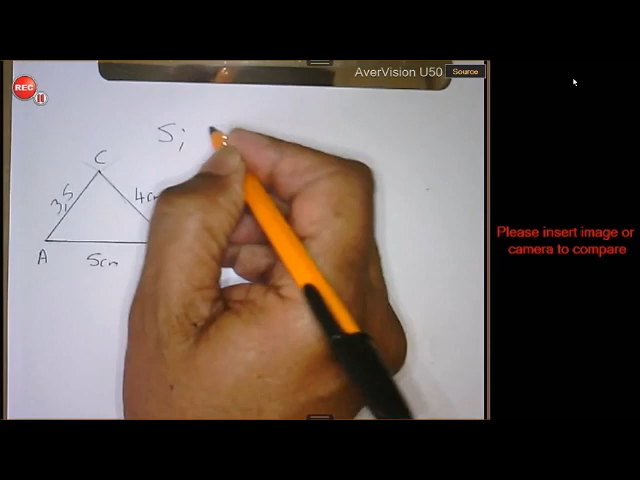 AverVision U50
Source
REC
S;
C
3,5
4cm
A
5cm
Please insert image or
camera to compare